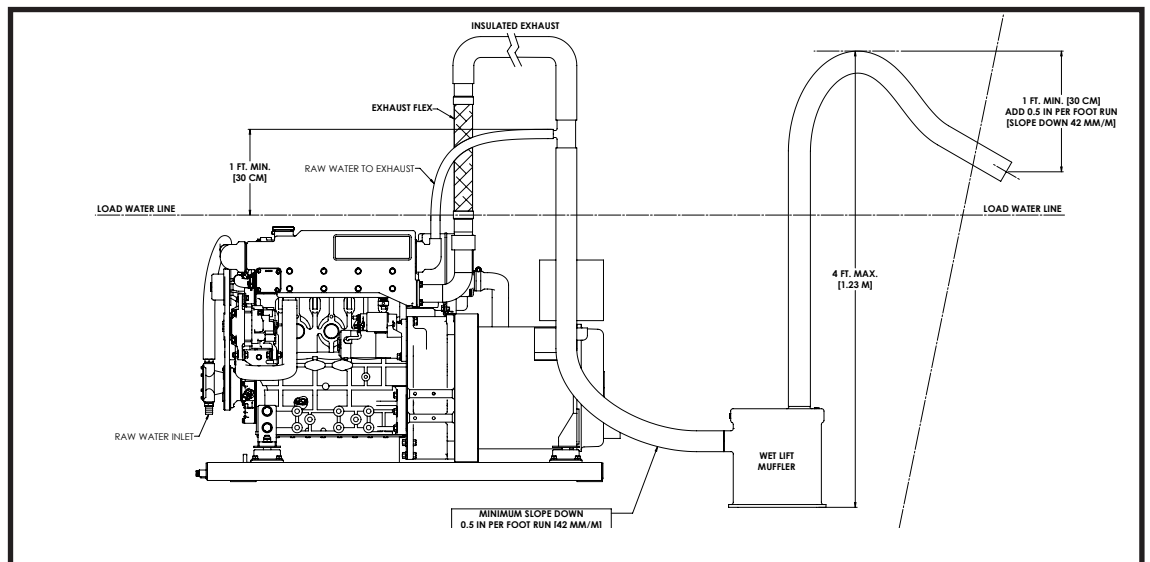 INSULATED EXHAUST
EXHAUST FLEX
1 FT. MIN. [30 CM]
ADD 0.5 IN PER FOOT RUN
[SLOPE DOWN 42 MM/M]
1 FT. MIN.
[30 CM]
RAW WATER TO EXHAUST
LOAD WATER LINE
LOAD WATER LINE
4 FT. MAX.
[1.23 M]
RAW WATER INLET
WET LIFT
MUFFLER
MINIMUM SLOPE DOWN
0.5 IN PER FOOT RUN [42 MM/M]